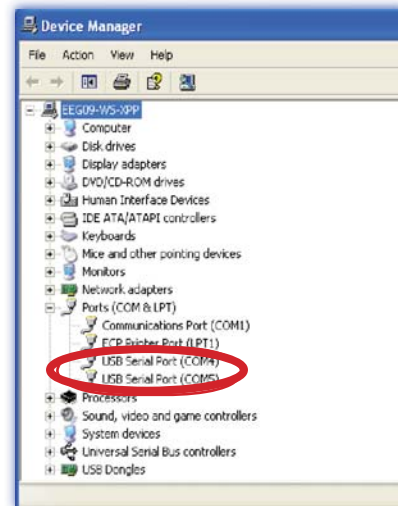 Device Manager
File Action View Help
EEG09-WS-XPP
Computer
Disk drives
Display adapters
DVD/CD-ROM drives
Human Interface Devices
IDE ATA/ATAPI controllers
Keyboards
Mice and other pointing devices
Monitors
Network adapters
Ports (COM & LPT)
Communications Port (COM1)
ECP Printer Port (LPT1)
USB Serial Port (COM4)
USB Serial Port (COM5)
Processors
Sound, video and game controllers
System devices
Universal Serial Bus controllers
USB Dongles